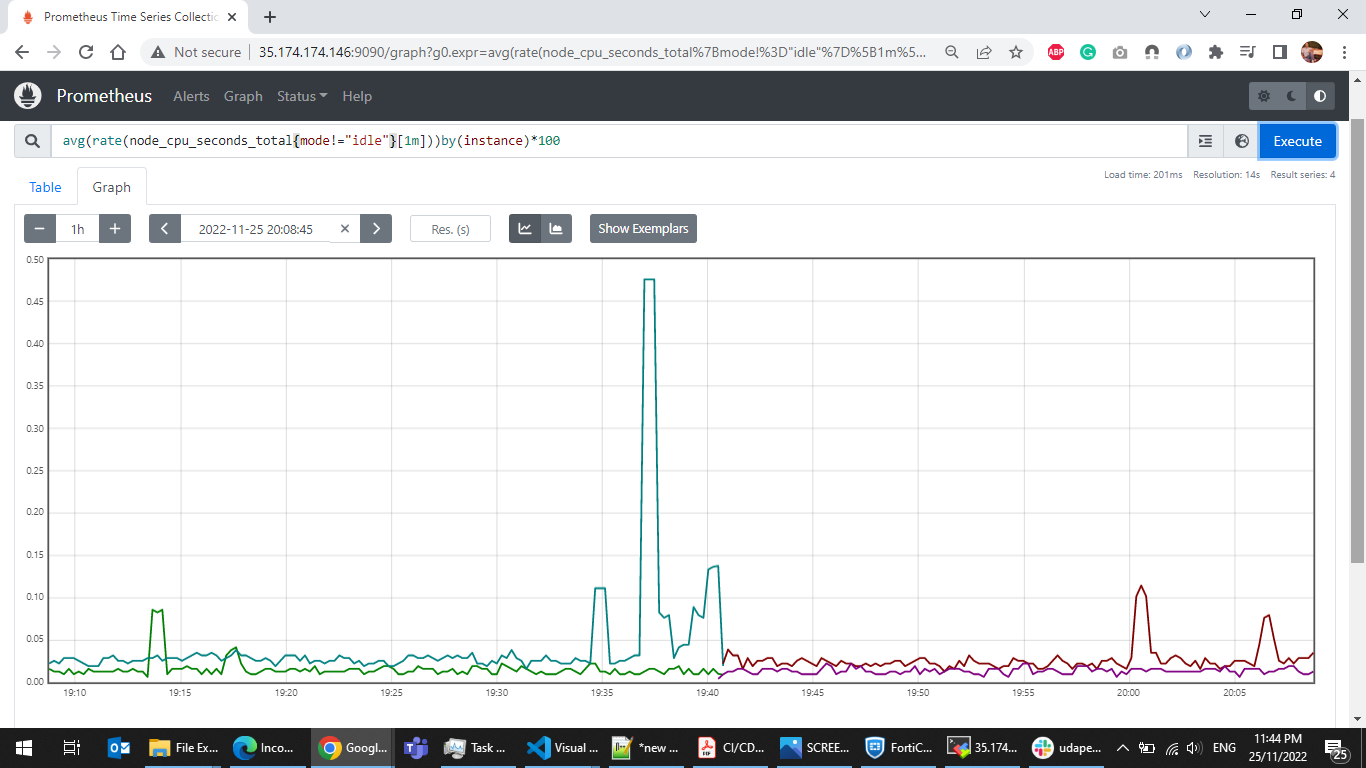 Prometheus Time Series Collectic
Not secure
35.174.174.146:9090/graph?g0.expr=avg(rate(node_cpu_seconds_total%7Bmode!%3D"idle"%7D%5B1m%5...
ABP
G
Prometheus
Alerts
Graph
Status
Help
avg(rate(node_cpu_seconds_total{mode!="idle"}[1m]))by(instance)*100
Execute
Load time: 201ms Resolution: 14s Result series: 4
Table
Graph
1h
2022-11-25 20:08:45
Res. (s)
Show Exemplars
0.50
0.45
0.40
0.35
0.30
0.25
0.20
0.15
0.10
0.05
0.00
19:10 19:15 19:20 19:25 19:30 19:35 19:40 19:45 19:50 19:55 20:00 20:05
File Ex...
Inco...
Googl...
Task ...
Visual ...
*new ...
CI/CD...
SCREE...
FortiC...
35.174...
udape...
ENG
11:44 PM
25/11/2022
25